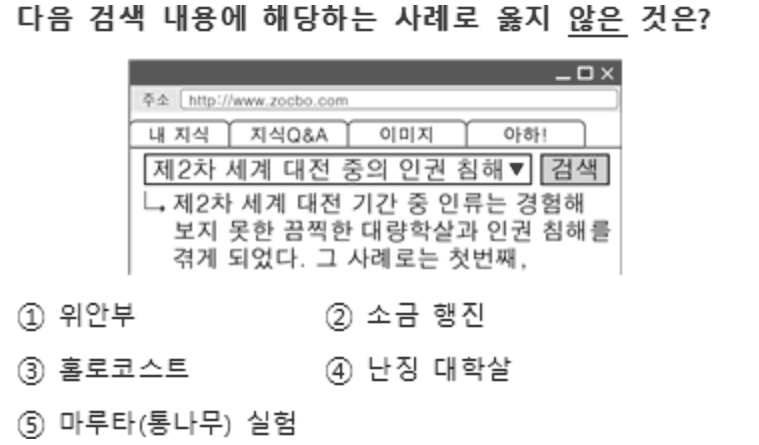 다음 검색 내용에 해당하는 사례로 옳지 않은 것은?
주소 http://www.zocbo.com
내 지식 지식Q&A 이미지 아하!
제2차 세계 대전 중의 인권 침해▼ 검색
제2차 세계 대전 기간 중 인류는 경험해
보지 못한 끔찍한 대량학살과 인권 침해를
겪게 되었다. 그 사례로는 첫번째,
① 위안부 ② 소금 행진
③ 홀로코스트 ④ 난징 대학살
⑤ 마루타(통나무) 실험